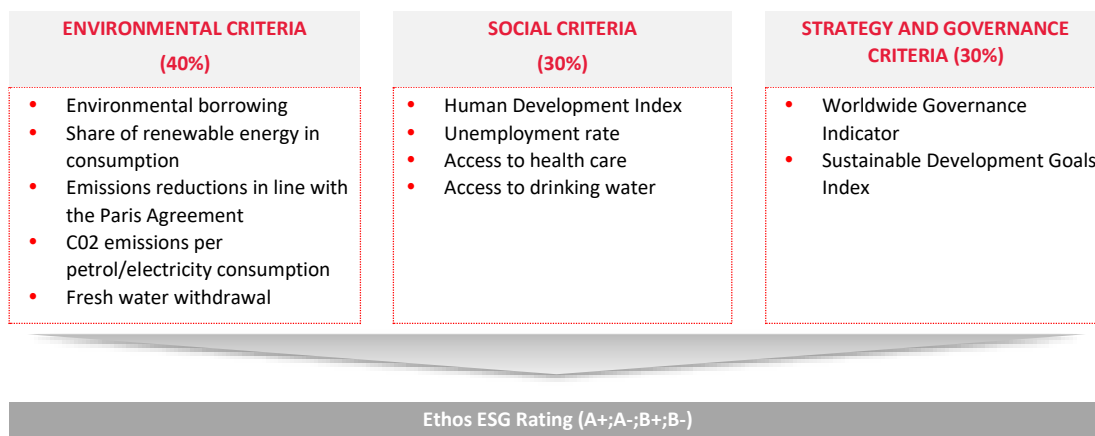 ENVIRONMENTAL CRITERIA
(40%)
• Environmental borrowing
• Share of renewable energy in
consumption
• Emissions reductions in line with
the Paris Agreement
• C02 emissions per
petrol/electricity consumption
• Fresh water withdrawal
SOCIAL CRITERIA
(30%)
• Human Development Index
• Unemployment rate
• Access to health care
• Access to drinking water
STRATEGY AND GOVERNANCE
CRITERIA (30%)
• Worldwide Governance
Indicator
• Sustainable Development Goals
Index
Ethos ESG Rating (A+;A-;B+;B-)